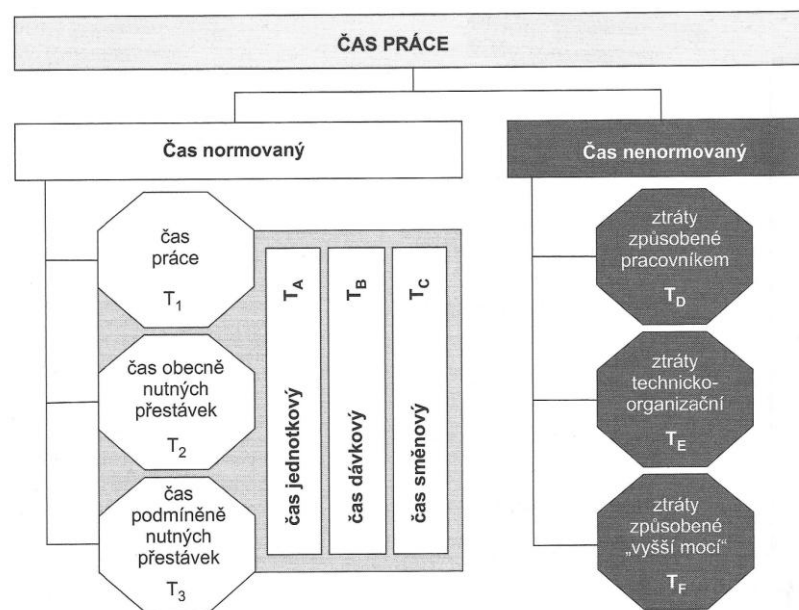 ČAS PRÁCE
Čas normovaný
Čas nenormovaný
čas
práce
T1
čas obecně
nutných
přestávek
T2
čas
podmíněně
nutných
přestávek
T3
čas jednotkový TA
čas dávkový TB
čas směnový TC
ztráty
způsobené
pracovníkem
TD
ztráty
technicko-
organizační
TE
ztráty
způsobené
„vyšší mocí“
TF